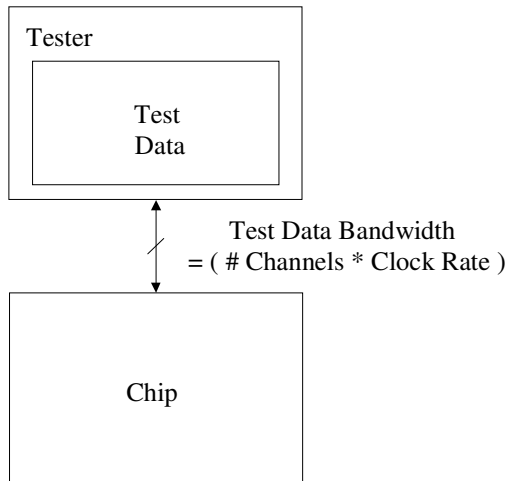 Tester
Test
Data
Test Data Bandwidth
= ( # Channels * Clock Rate )
Chip